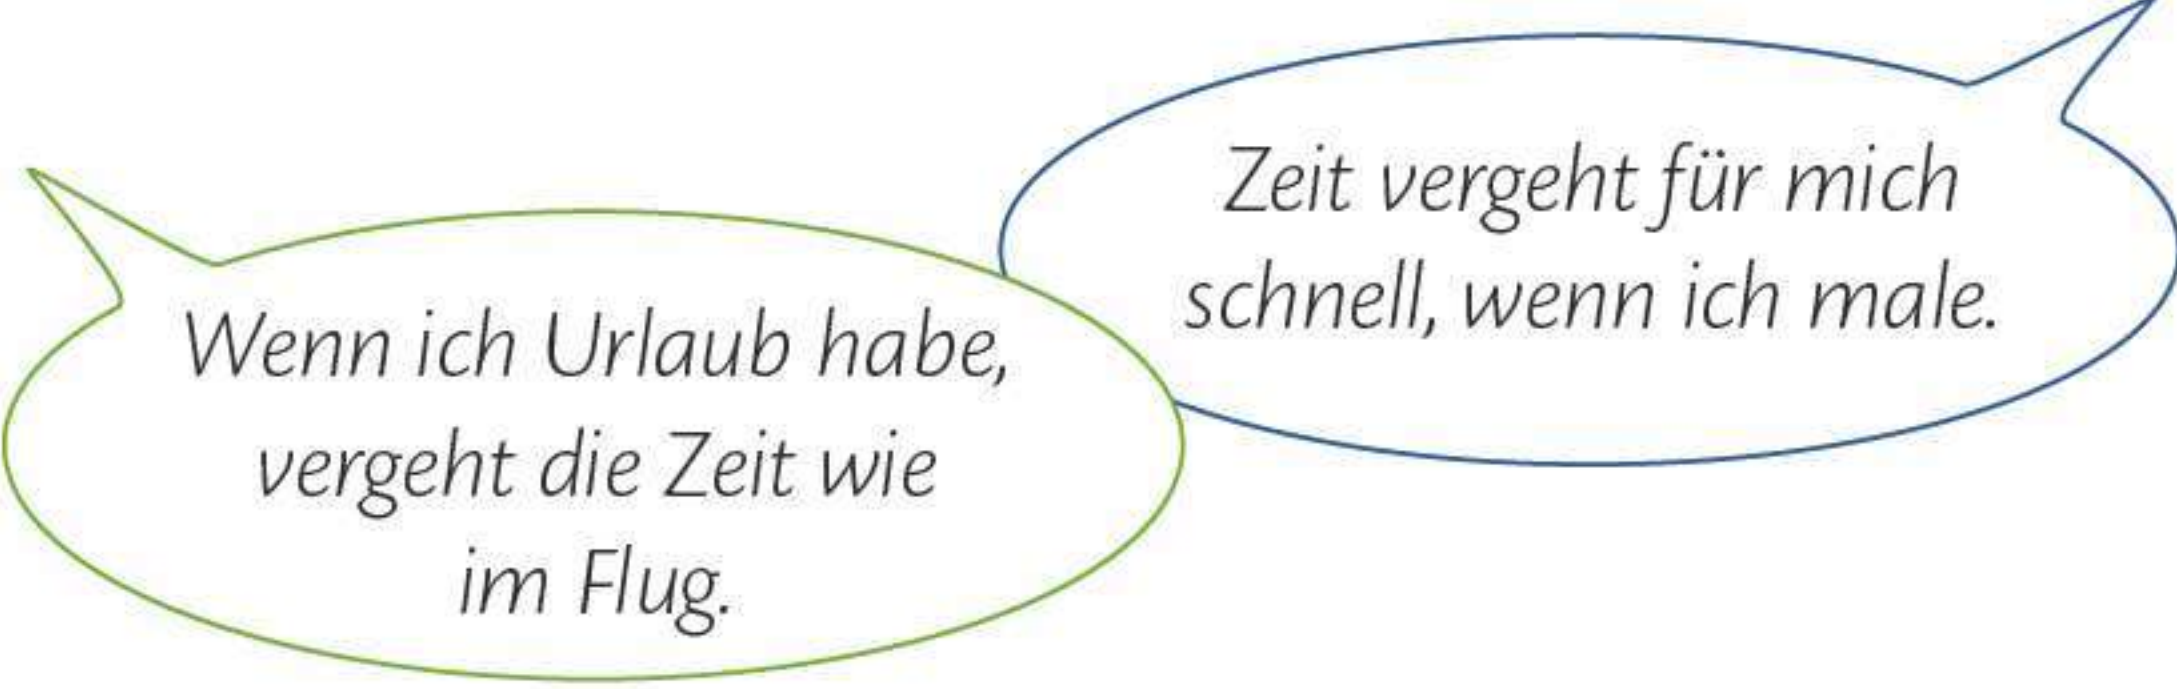 Zeit vergeht für mich
schnell, wenn ich male.
Wenn ich Urlaub habe,
vergeht die Zeit wie
im Flug.